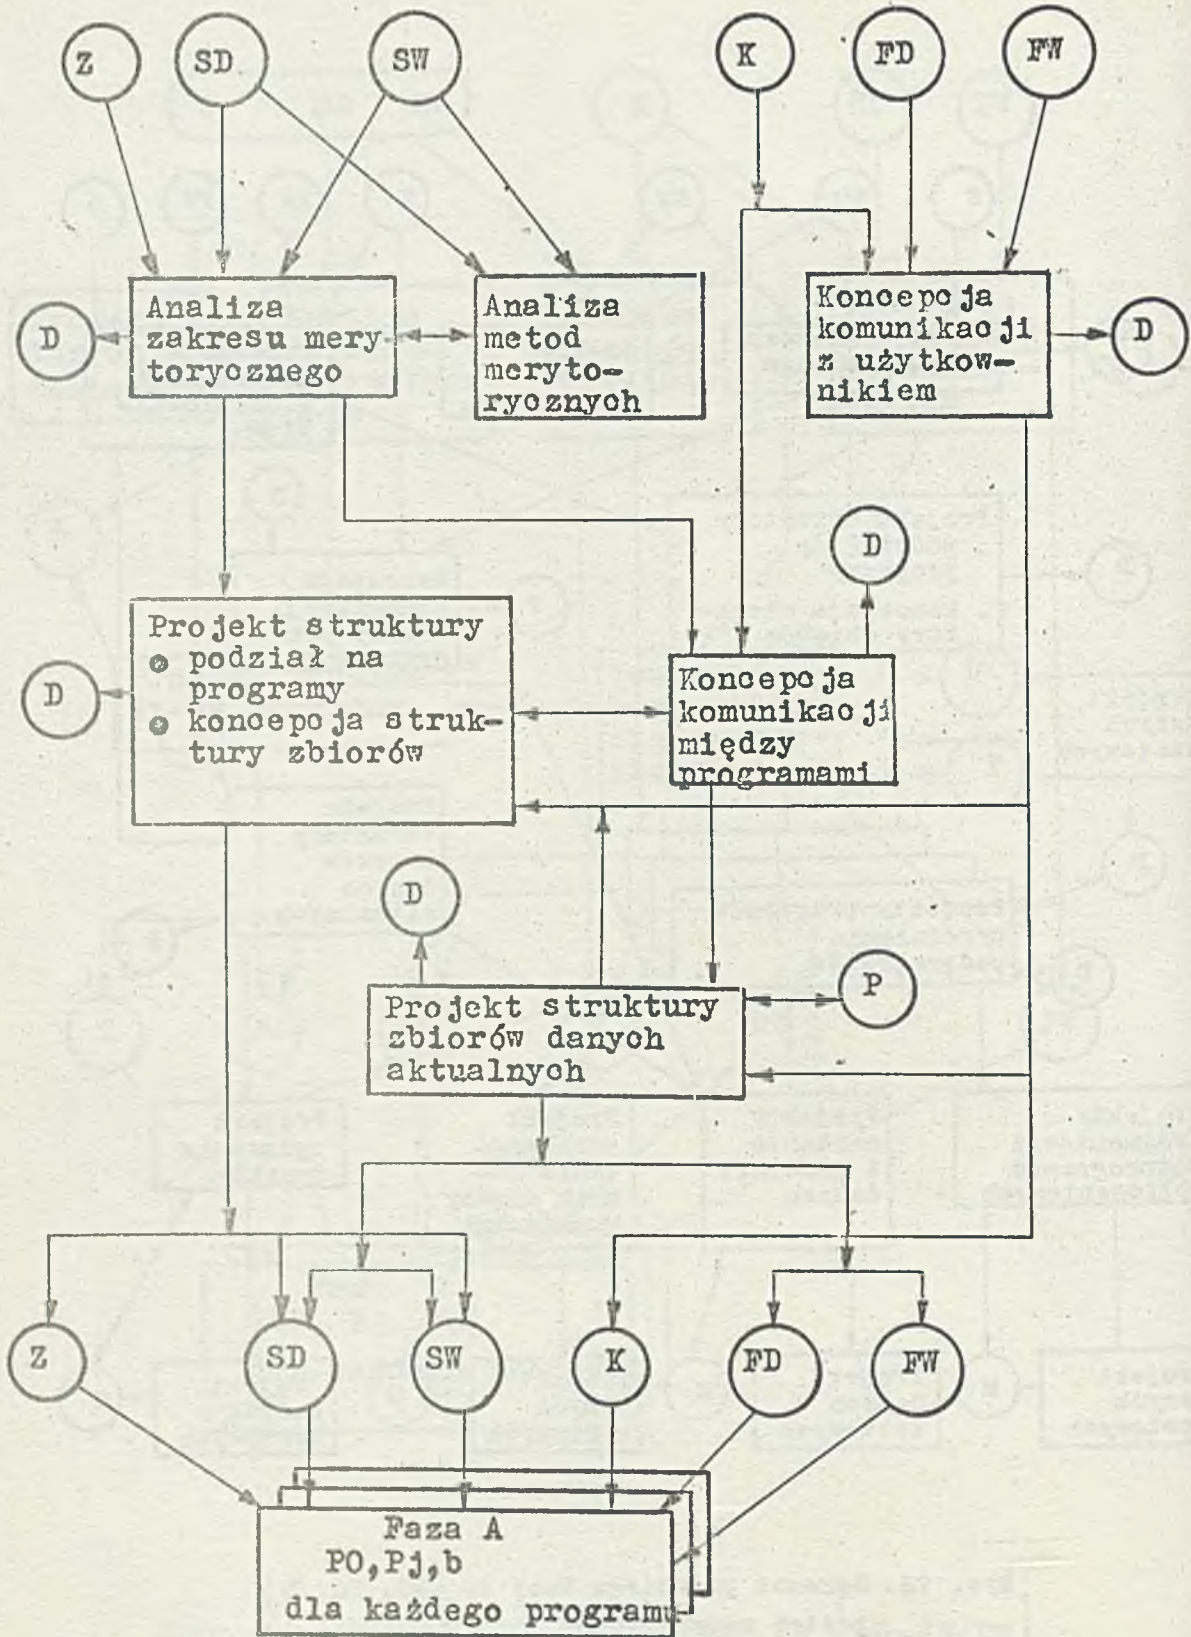 Z SD SW K FD FW
Analiza
zakresu mery
torycznego
Analiza
metod
meryto-
rycznych
Koncepcja
komunikacji
z użytkow-
nikiem
D
D
D
Projekt struktury
podział na
programy
koncepcja struk-
tury zbiorów
D
Koncepcja
komunikacji
między
programami
D
Projekt struktury
zbiorów danych
aktualnych
P
Z SD SW K FD FW
Faza A
PO,Pj,b
dla każdego programu